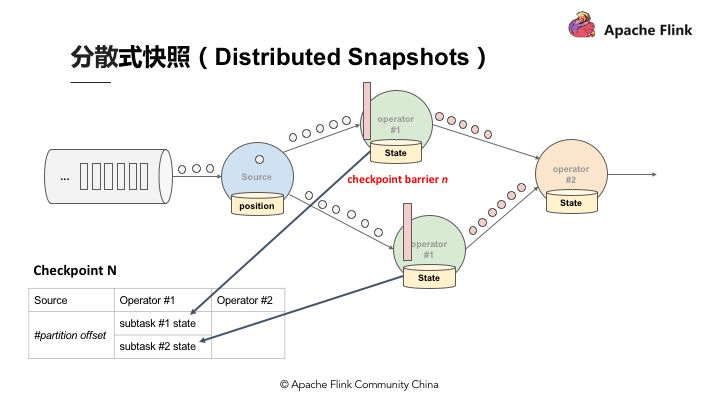 Apache Flink
分散式快照（Distributed Snapshots）
operator
#1
State
...
Source
position
checkpoint barrier n
operator
#2
State
operator
#1
State
Checkpoint N
Source Operator #1 Operator #2
#partition offset
subtask #1 state
subtask #2 state
© Apache Flink Community China